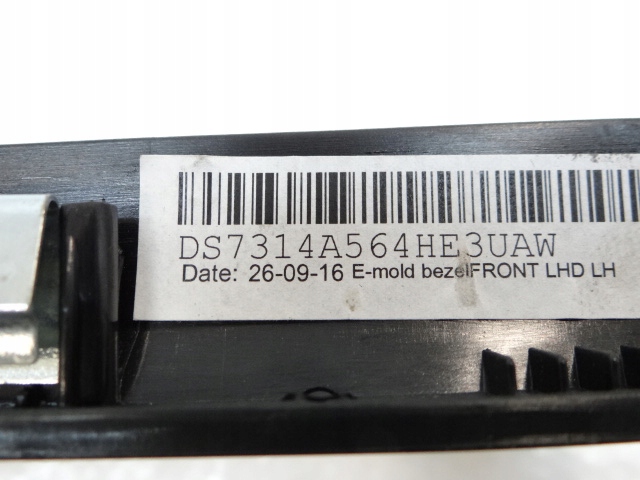 DS7314A564HE3UAW
Date: 26-09-16 E-mold bezelFRONT LHD LH